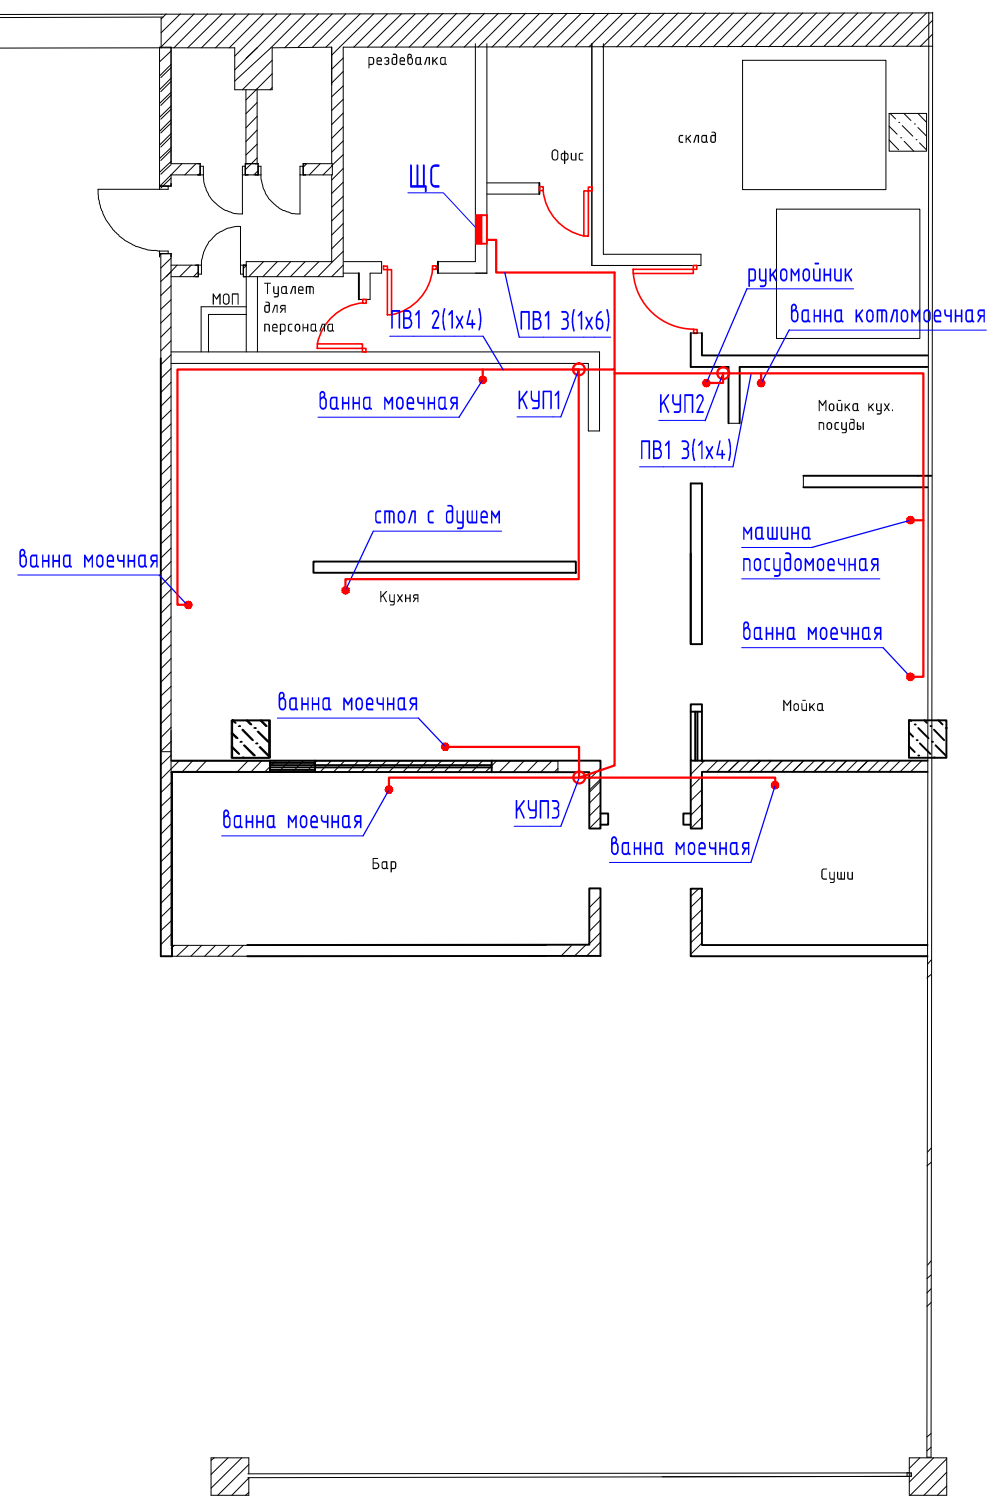 рездевалка
Офис
склад
ЩС
рукомойник
МОП
Туалет
для
персонала
ПВ1 2(1х4)
ПВ1 3(1х6)
ванна котломоечная
ванна моечная
КУП1
КУП2
Мойка кух.
посуды
ПВ1 3(1х4)
стол с душем
машина
посудомоечная
ванна моечная
Кухня
ванна моечная
ванна моечная
Мойка
ванна моечная
КУП3
ванна моечная
Бар
Суши